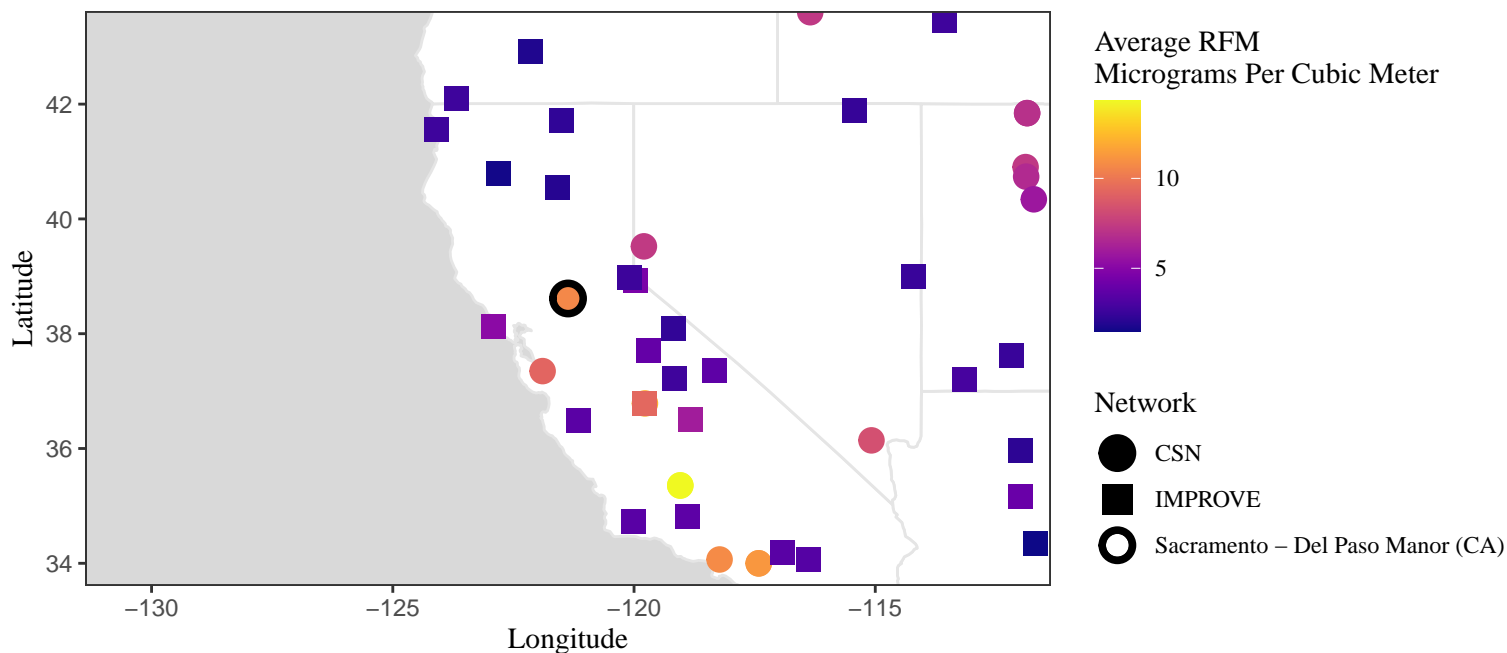 42
40
38
36
34
Latitude
−130
−125
−120
−115
Longitude
Average RFM
Micrograms Per Cubic Meter
10
5
Network
CSN
IMPROVE
Sacramento – Del Paso Manor (CA)